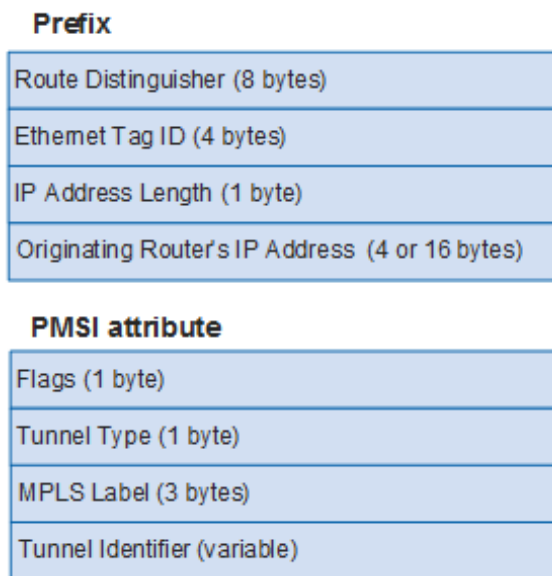 Prefix
Route Distinguisher (8 bytes)
Ethernet Tag ID (4 bytes)
IP Address Length (1 byte)
Originating Router's IP Address (4 or 16 bytes)
PMSI attribute
Flags (1 byte)
Tunnel Type (1 byte)
MPLS Label (3 bytes)
Tunnel Identifier (variable)